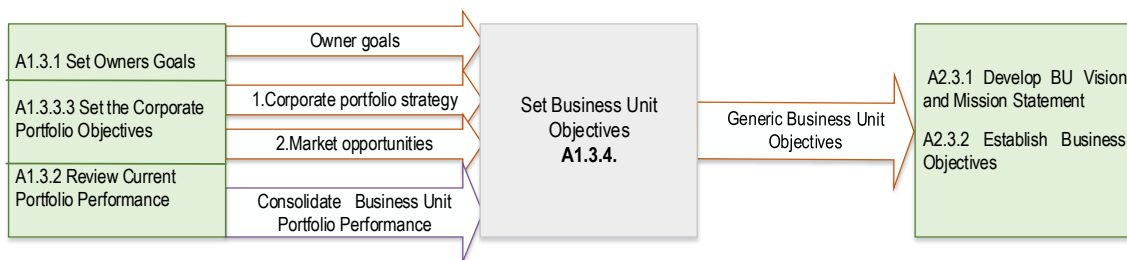 A1.3.1 Set Owners Goals
A1.3.3.3 Set the Corporate
Portfolio Objectives
A1.3.2 Review Current
Portfolio Performance
Owner goals
1.Corporate portfolio strategy
2.Market opportunities
Consolidate Business Unit
Portfolio Performance
Set Business Unit
Objectives
A1.3.4.
Generic Business Unit
Objectives
A2.3.1 Develop BU Vision
and Mission Statement
A2.3.2 Establish Business
Objectives